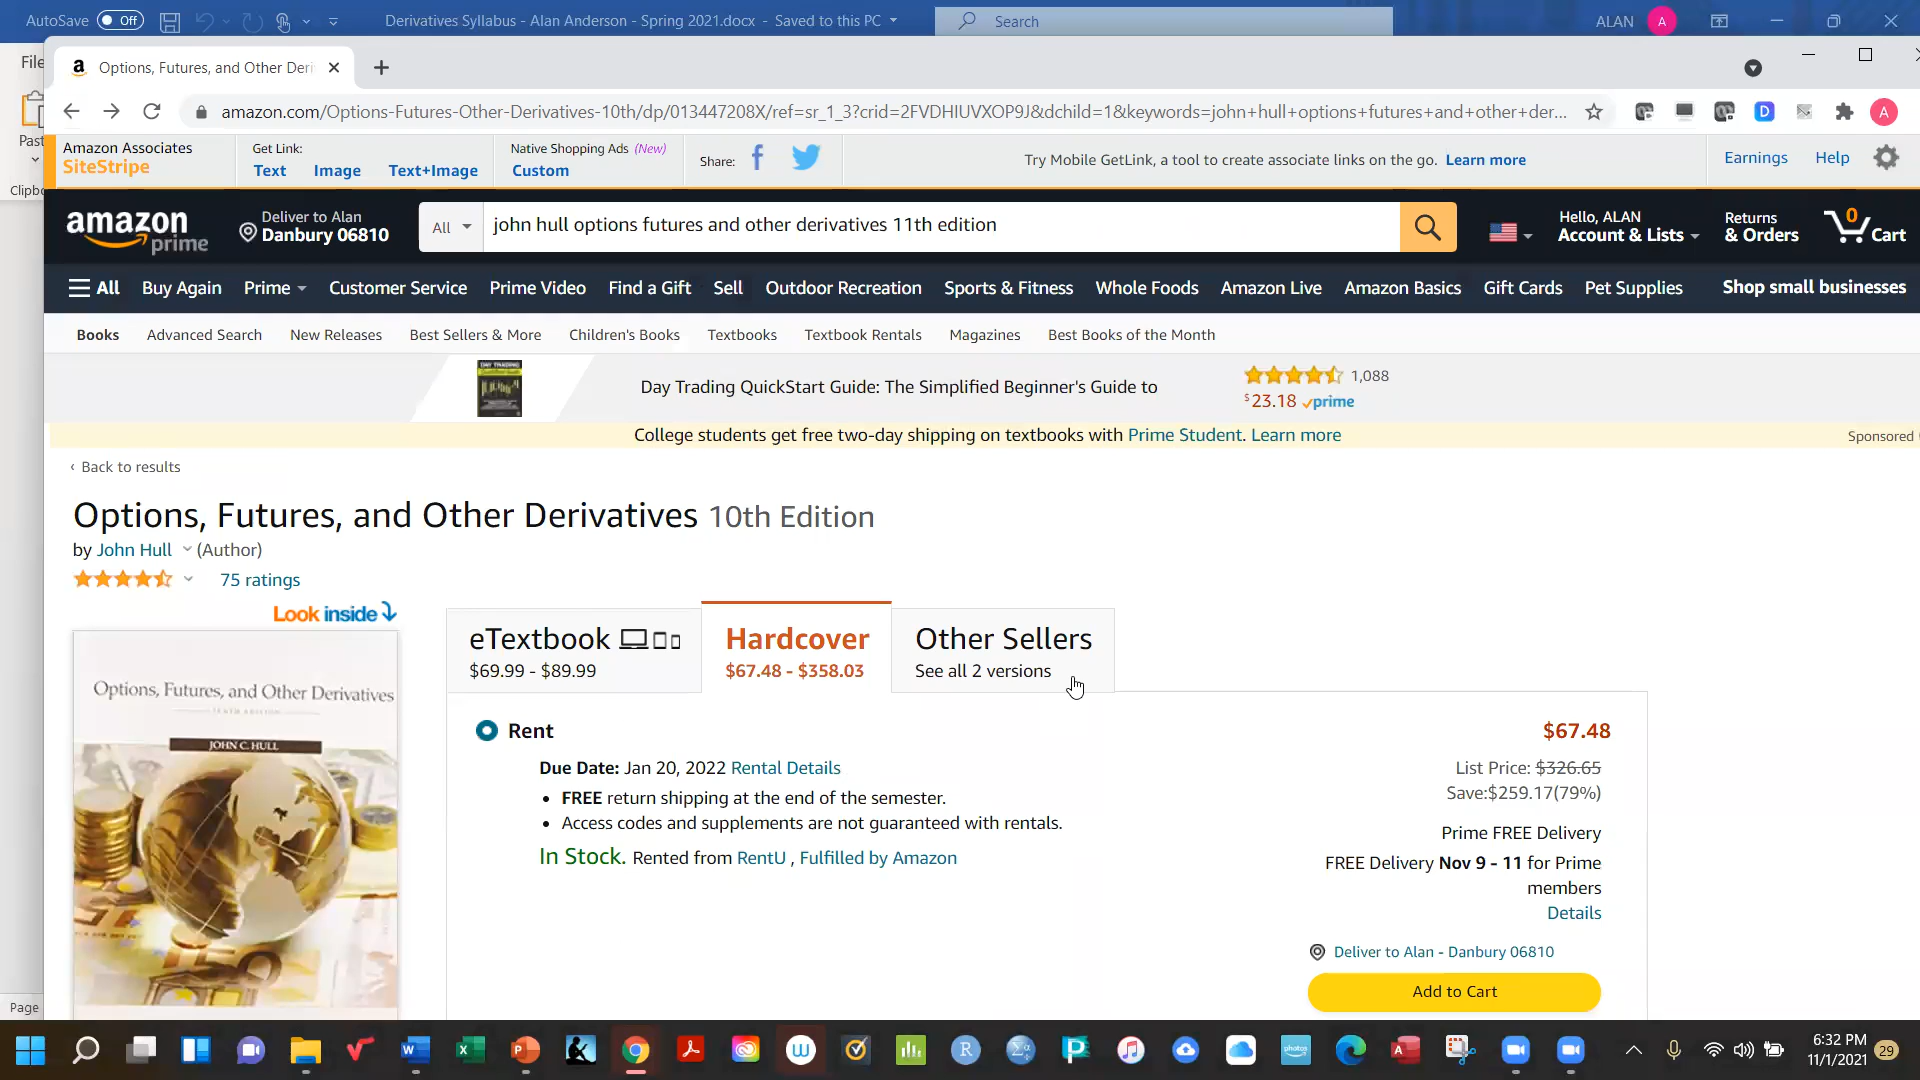 AutoSave Off
Derivatives Syllabus - Alan Anderson - Spring 2021.docx - Saved to this PC
Search
ALAN A
File
Options, Futures, and Other Deri
amazon.com/Options-Futures-Other-Derivatives-10th/dp/013447208X/ref=sr_1_3?crid=2FVDHIUVXOP9J&dchild=1&keywords=john+hull+options+futures+and+other+der...
A
Amazon Associates
SiteStripe
Get Link:
Text Image Text+Image
Native Shopping Ads (New)
Custom
Share:
Try Mobile GetLink, a tool to create associate links on the go. Learn more
Earnings Help
amazon prime
Deliver to Alan
Danbury 06810
All
john hull options futures and other derivatives 11th edition
Hello, ALAN
Account & Lists
Returns
& Orders
0
Cart
All Buy Again Prime Customer Service Prime Video Find a Gift Sell Outdoor Recreation Sports & Fitness Whole Foods Amazon Live Amazon Basics Gift Cards Pet Supplies Shop small businesses
Books Advanced Search New Releases Best Sellers & More Children's Books Textbooks Textbook Rentals Magazines Best Books of the Month
Day Trading QuickStart Guide: The Simplified Beginner's Guide to
1,088
$23.18 prime
College students get free two-day shipping on textbooks with Prime Student. Learn more
Sponsored
‹ Back to results
Options, Futures, and Other Derivatives 10th Edition
by John Hull (Author)
75 ratings
Look inside
eTextbook
$69.99 - $89.99
Hardcover
$67.48 - $358.03
Other Sellers
See all 2 versions
Options, Futures, and Other Derivatives
TENTH EDITION
JOHN C. HULL
Rent
$67.48
Due Date: Jan 20, 2022 Rental Details
• FREE return shipping at the end of the semester.
• Access codes and supplements are not guaranteed with rentals.
In Stock. Rented from RentU , Fulfilled by Amazon
List Price: $326.65
Save:$259.17(79%)
Prime FREE Delivery
FREE Delivery Nov 9 - 11 for Prime
members
Details
Deliver to Alan - Danbury 06810
Add to Cart
Page
6:32 PM
11/1/2021
29